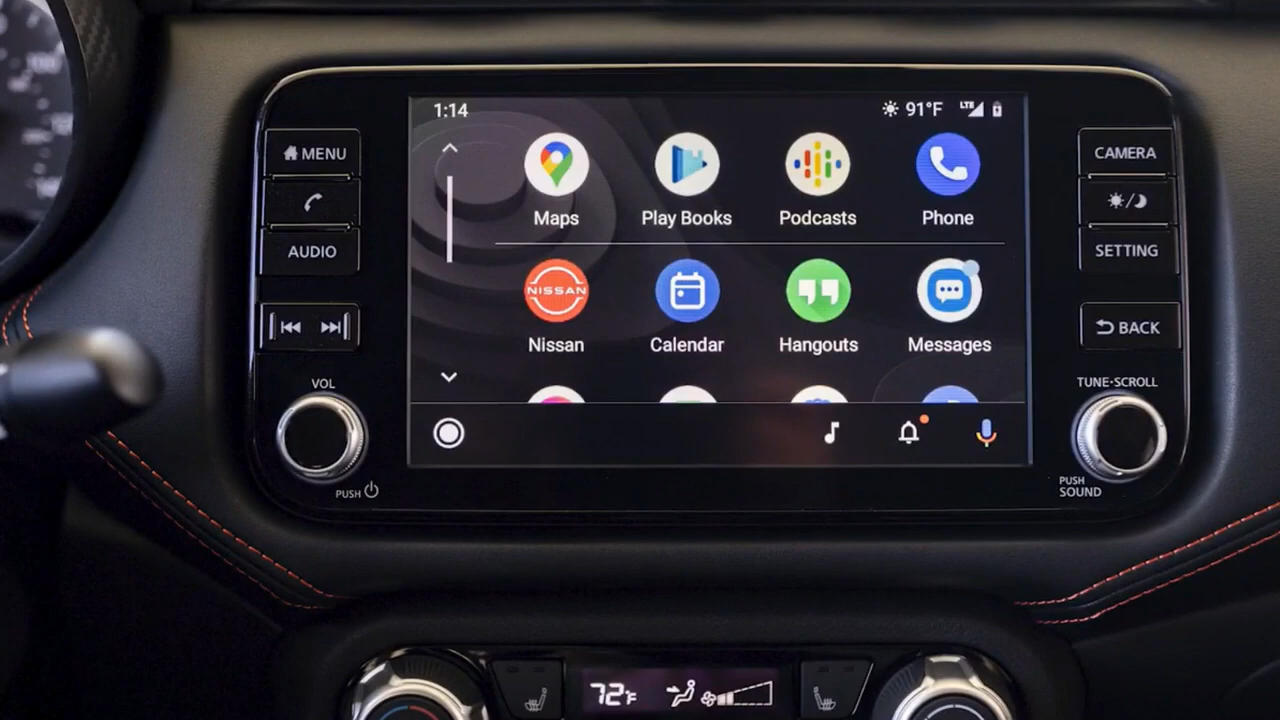 1:14
91°F LTE
MENU
AUDIO
VOL
PUSH
Maps Play Books Podcasts Phone
NISSAN
Nissan Calendar Hangouts Messages
CAMERA
SETTING
BACK
TUNE·SCROLL
PUSH
SOUND
72°F